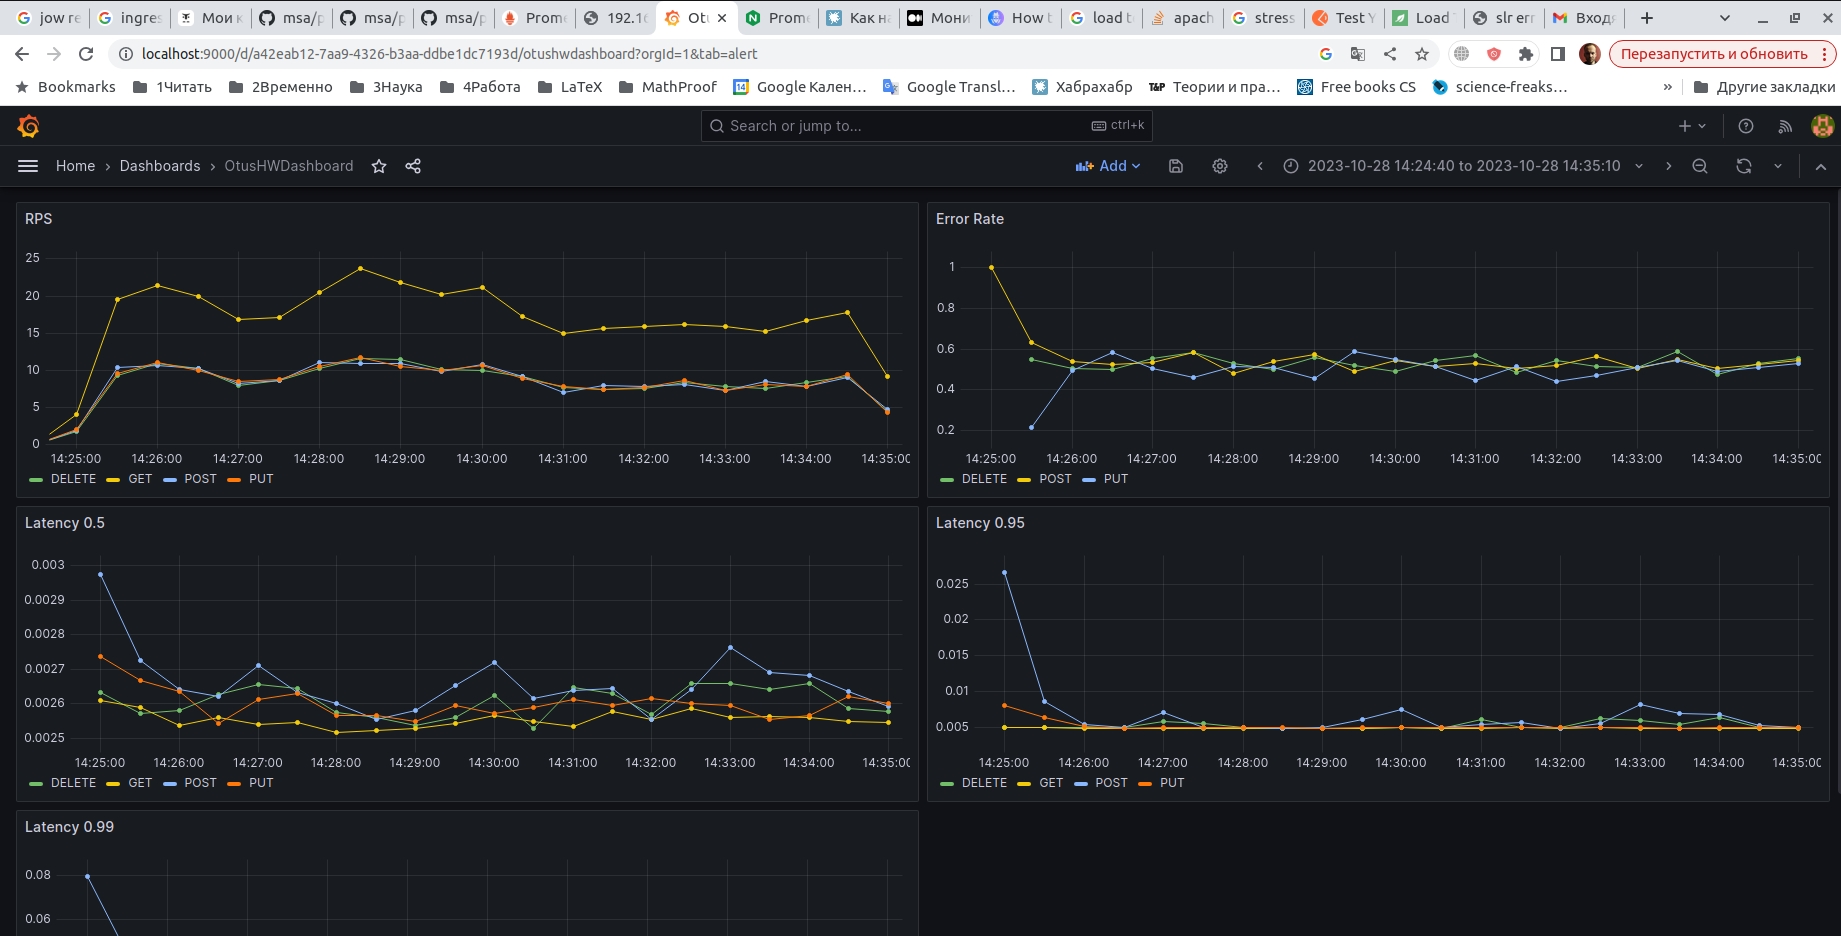 jow re
ingres
Мои к
msa/p
msa/p
msa/p
Prome
192.16
Otu
Prome
Как на
Мони
How t
load t
apach
stress
Test Y
Load
slr err
Входя
localhost:9000/d/a42eab12-7aa9-4326-b3aa-ddbe1dc7193d/otushwdashboard?orgId=1&tab=alert
Перезапустить и обновить
Bookmarks 1Читать 2Временно 3Наука 4Работа LaTeX MathProof Google Кален... Google Transl... Хабрахабр T&P Теории и пра... Free books CS science-freaks... » Другие закладки
Search or jump to... ctrl+k
Home › Dashboards › OtusHWDashboard Add 2023-10-28 14:24:40 to 2023-10-28 14:35:10
RPS
25
20
15
10
5
0
14:25:00 14:26:00 14:27:00 14:28:00 14:29:00 14:30:00 14:31:00 14:32:00 14:33:00 14:34:00 14:35:00
DELETE GET POST PUT
Error Rate
1
0.8
0.6
0.4
0.2
14:25:00 14:26:00 14:27:00 14:28:00 14:29:00 14:30:00 14:31:00 14:32:00 14:33:00 14:34:00 14:35:00
DELETE POST PUT
Latency 0.5
0.003
0.0029
0.0028
0.0027
0.0026
0.0025
14:25:00 14:26:00 14:27:00 14:28:00 14:29:00 14:30:00 14:31:00 14:32:00 14:33:00 14:34:00 14:35:00
DELETE GET POST PUT
Latency 0.95
0.025
0.02
0.015
0.01
0.005
14:25:00 14:26:00 14:27:00 14:28:00 14:29:00 14:30:00 14:31:00 14:32:00 14:33:00 14:34:00 14:35:00
DELETE GET POST PUT
Latency 0.99
0.08
0.06